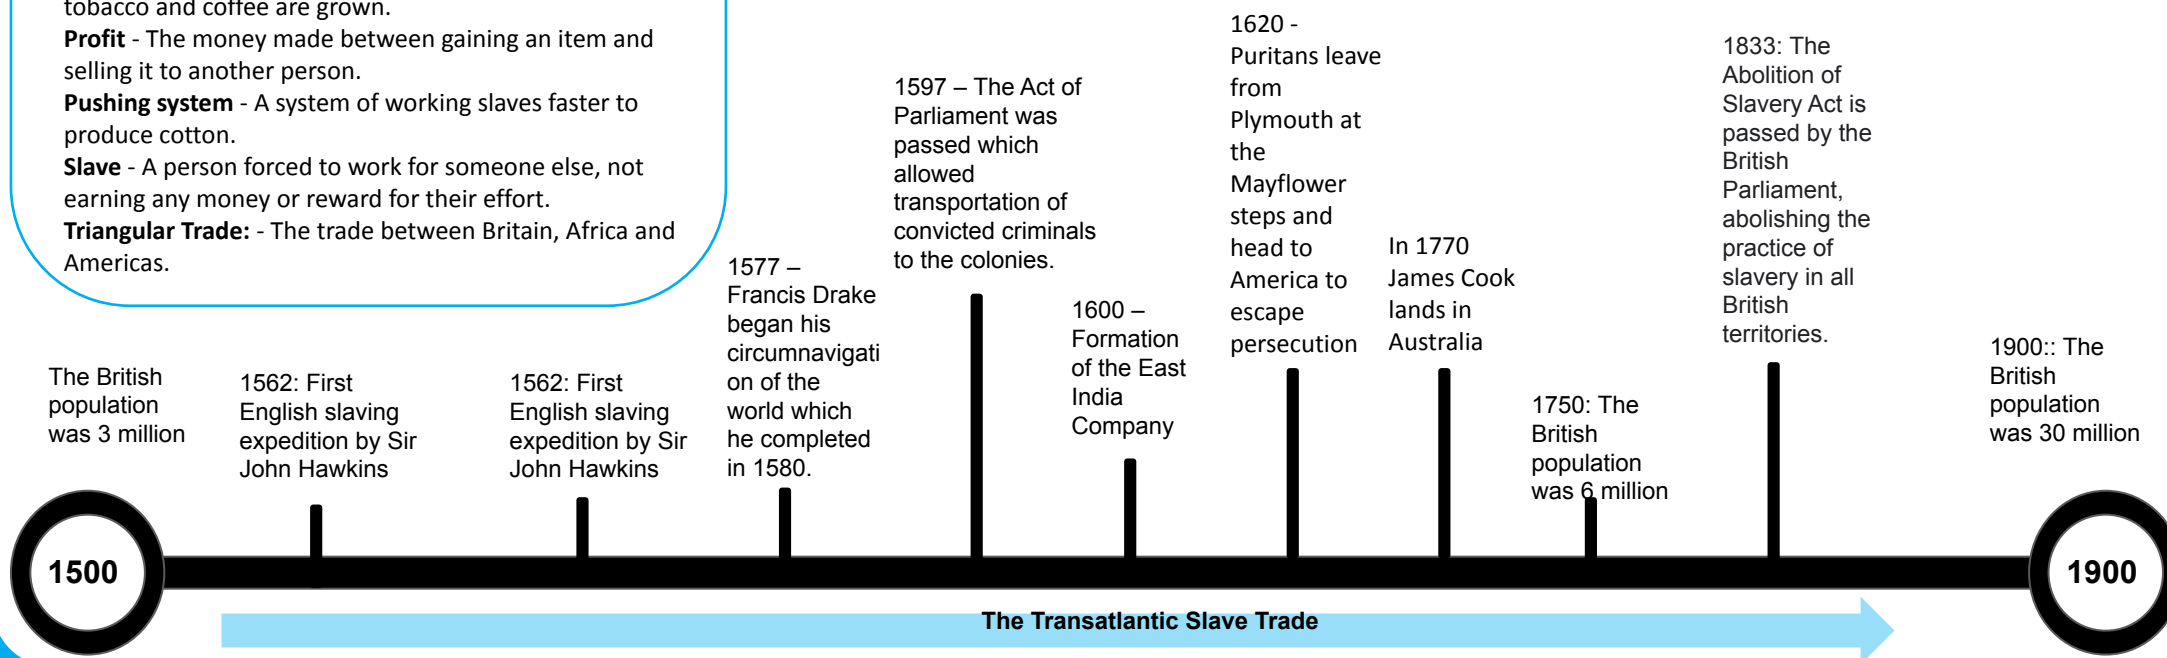 tobacco and coffee are grown.
Profit - The money made between gaining an item and
selling it to another person.
Pushing system - A system of working slaves faster to
produce cotton.
Slave - A person forced to work for someone else, not
earning any money or reward for their effort.
Triangular Trade: - The trade between Britain, Africa and
Americas.
The British
population
was 3 million
1562: First
English slaving
expedition by Sir
John Hawkins
1562: First
English slaving
expedition by Sir
John Hawkins
1577 –
Francis Drake
began his
circumnavigati
on of the
world which
he completed
in 1580.
1597 – The Act of
Parliament was
passed which
allowed
transportation of
convicted criminals
to the colonies.
1600 –
Formation
of the East
India
Company
1620 -
Puritans leave
from
Plymouth at
the
Mayflower
steps and
head to
America to
escape
persecution
In 1770
James Cook
lands in
Australia
1750: The
British
population
was 6 million
1833: The
Abolition of
Slavery Act is
passed by the
British
Parliament,
abolishing the
practice of
slavery in all
British
territories.
1900:: The
British
population
was 30 million
1500
1900
The Transatlantic Slave Trade